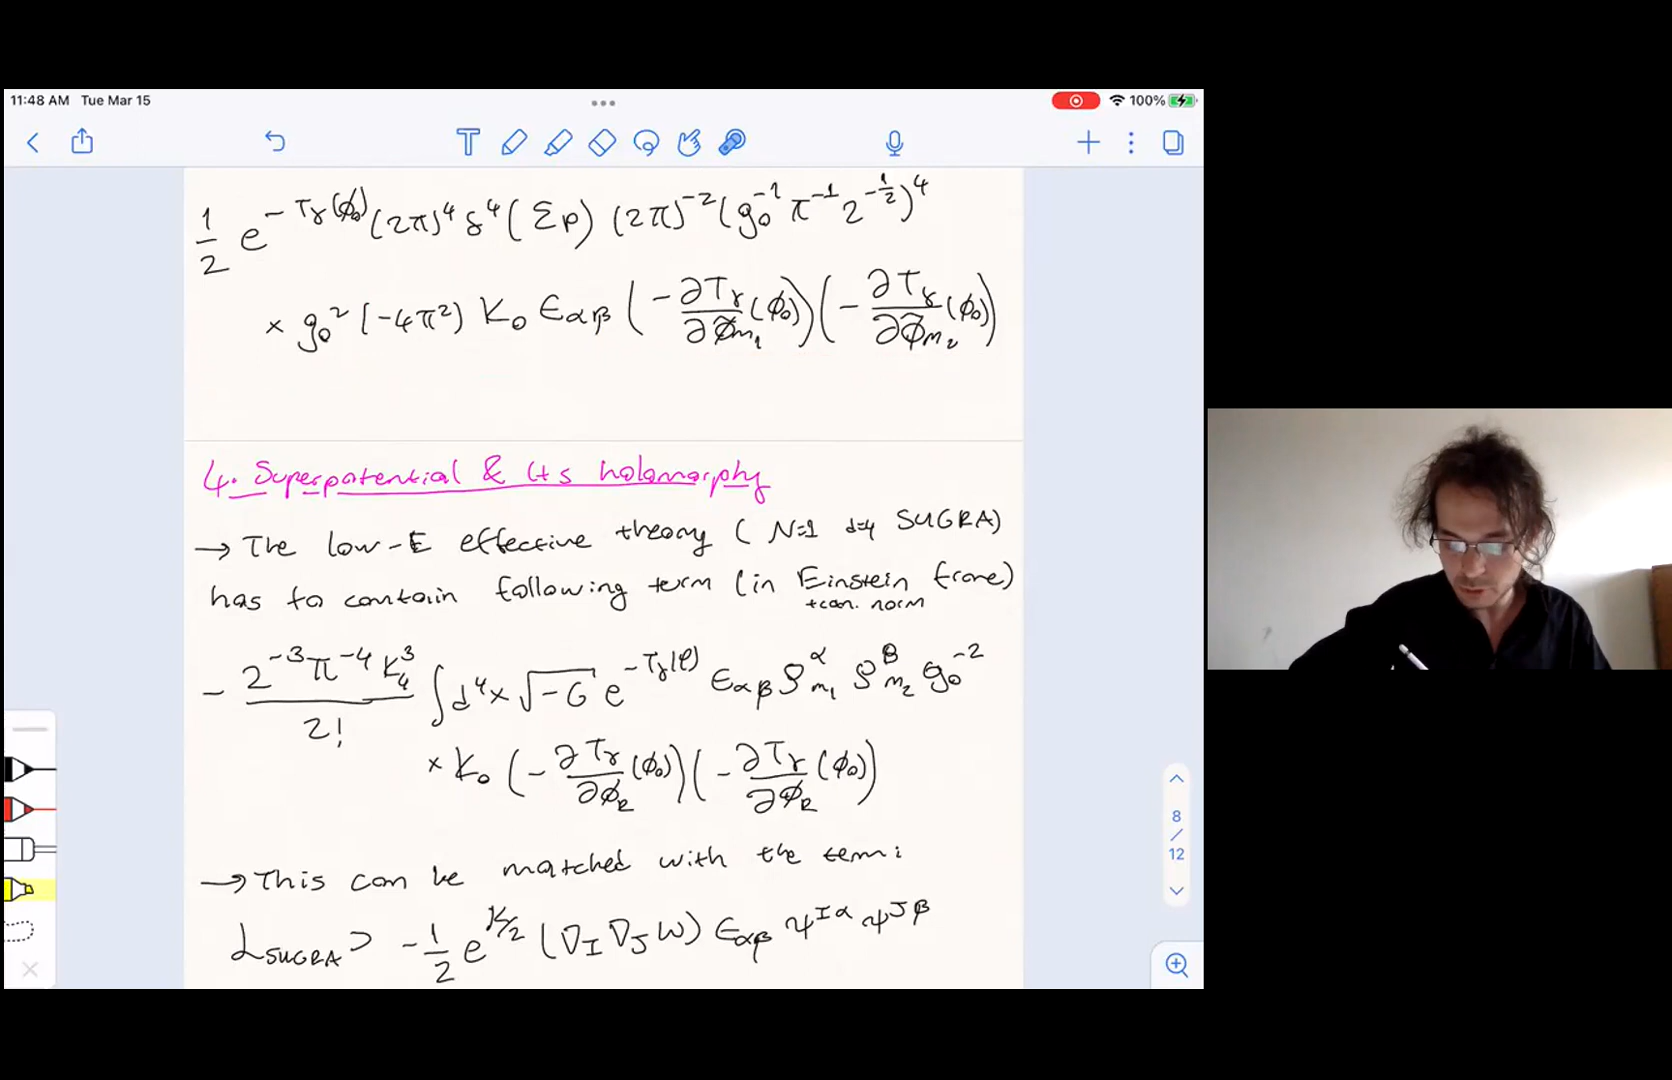 11:48 AM Tue Mar 15
100%
1/2 e^{-T_γ(ϕ_0)} (2π)^4 δ^4(Σp) (2π)^{-2} (g_0^{-1} π^{-1} 2^{-1/2})^4
× g_0^2 (-4π^2) K_0 ϵ_{αβ} (-∂T_γ/∂ϕ̃_{m_1} (ϕ_0)) (-∂T_γ/∂ϕ̃_{m_2} (ϕ_0))
4. Superpotential & its holomorphy
→ The low-E effective theory (N=1 d=4 SUGRA)
has to contain following term (in Einstein frame)
+can. norm
- 2^{-3} π^{-4} K_4^3 / 2! ∫ d^4x √-G e^{-T_γ(φ)} ϵ_{αβ} ρ^α_{m_1} ρ^β_{m_2} g_0^{-2}
× K_0 (-∂T_γ/∂ϕ_R (ϕ_0)) (-∂T_γ/∂ϕ_R (ϕ_0))
→ This can be matched with the term:
L_{SUGRA} ⊃ -1/2 e^{K/2} (∇_I ∇_J W) ϵ_{αβ} ψ^{Iα} ψ^{Jβ}
8
/
12